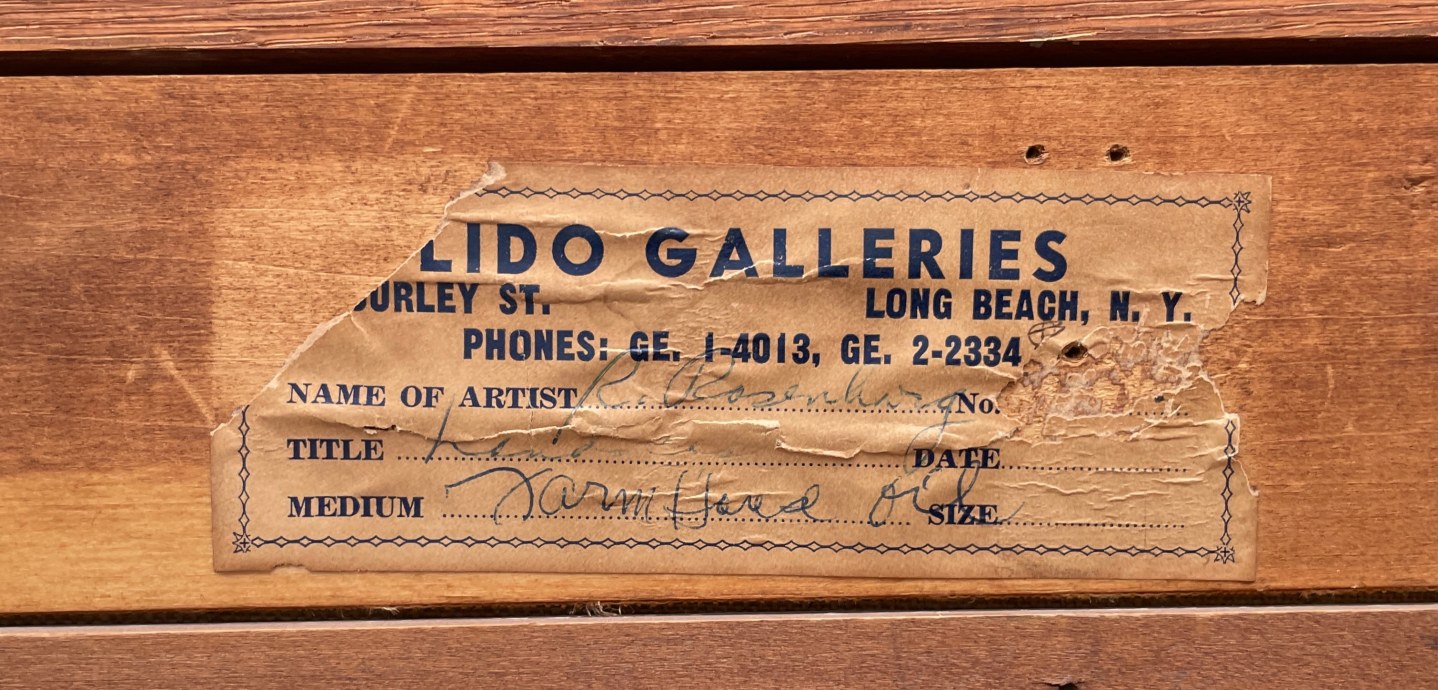 LIDO GALLERIES
URLEY ST. LONG BEACH, N. Y.
PHONES: GE. 1-4013, GE. 2-2334
NAME OF ARTIST R. Rosenburg No.
TITLE DATE
MEDIUM Farm House oil SIZE